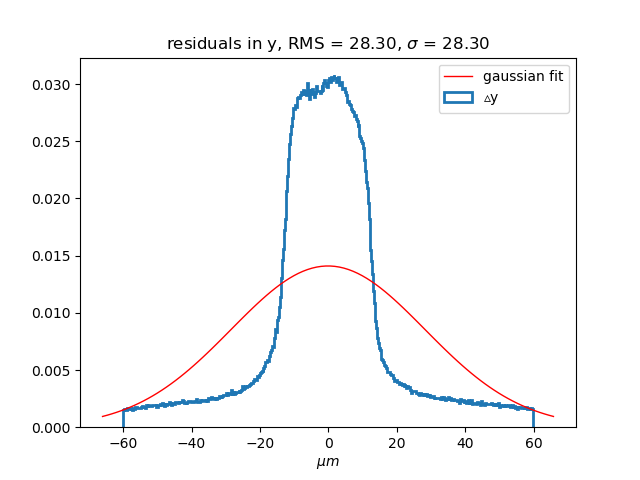 residuals in y, RMS = 28.30, σ = 28.30
gaussian fit
▵y
0.030
0.025
0.020
0.015
0.010
0.005
0.000
−60 −40 −20 0 20 40 60
μm